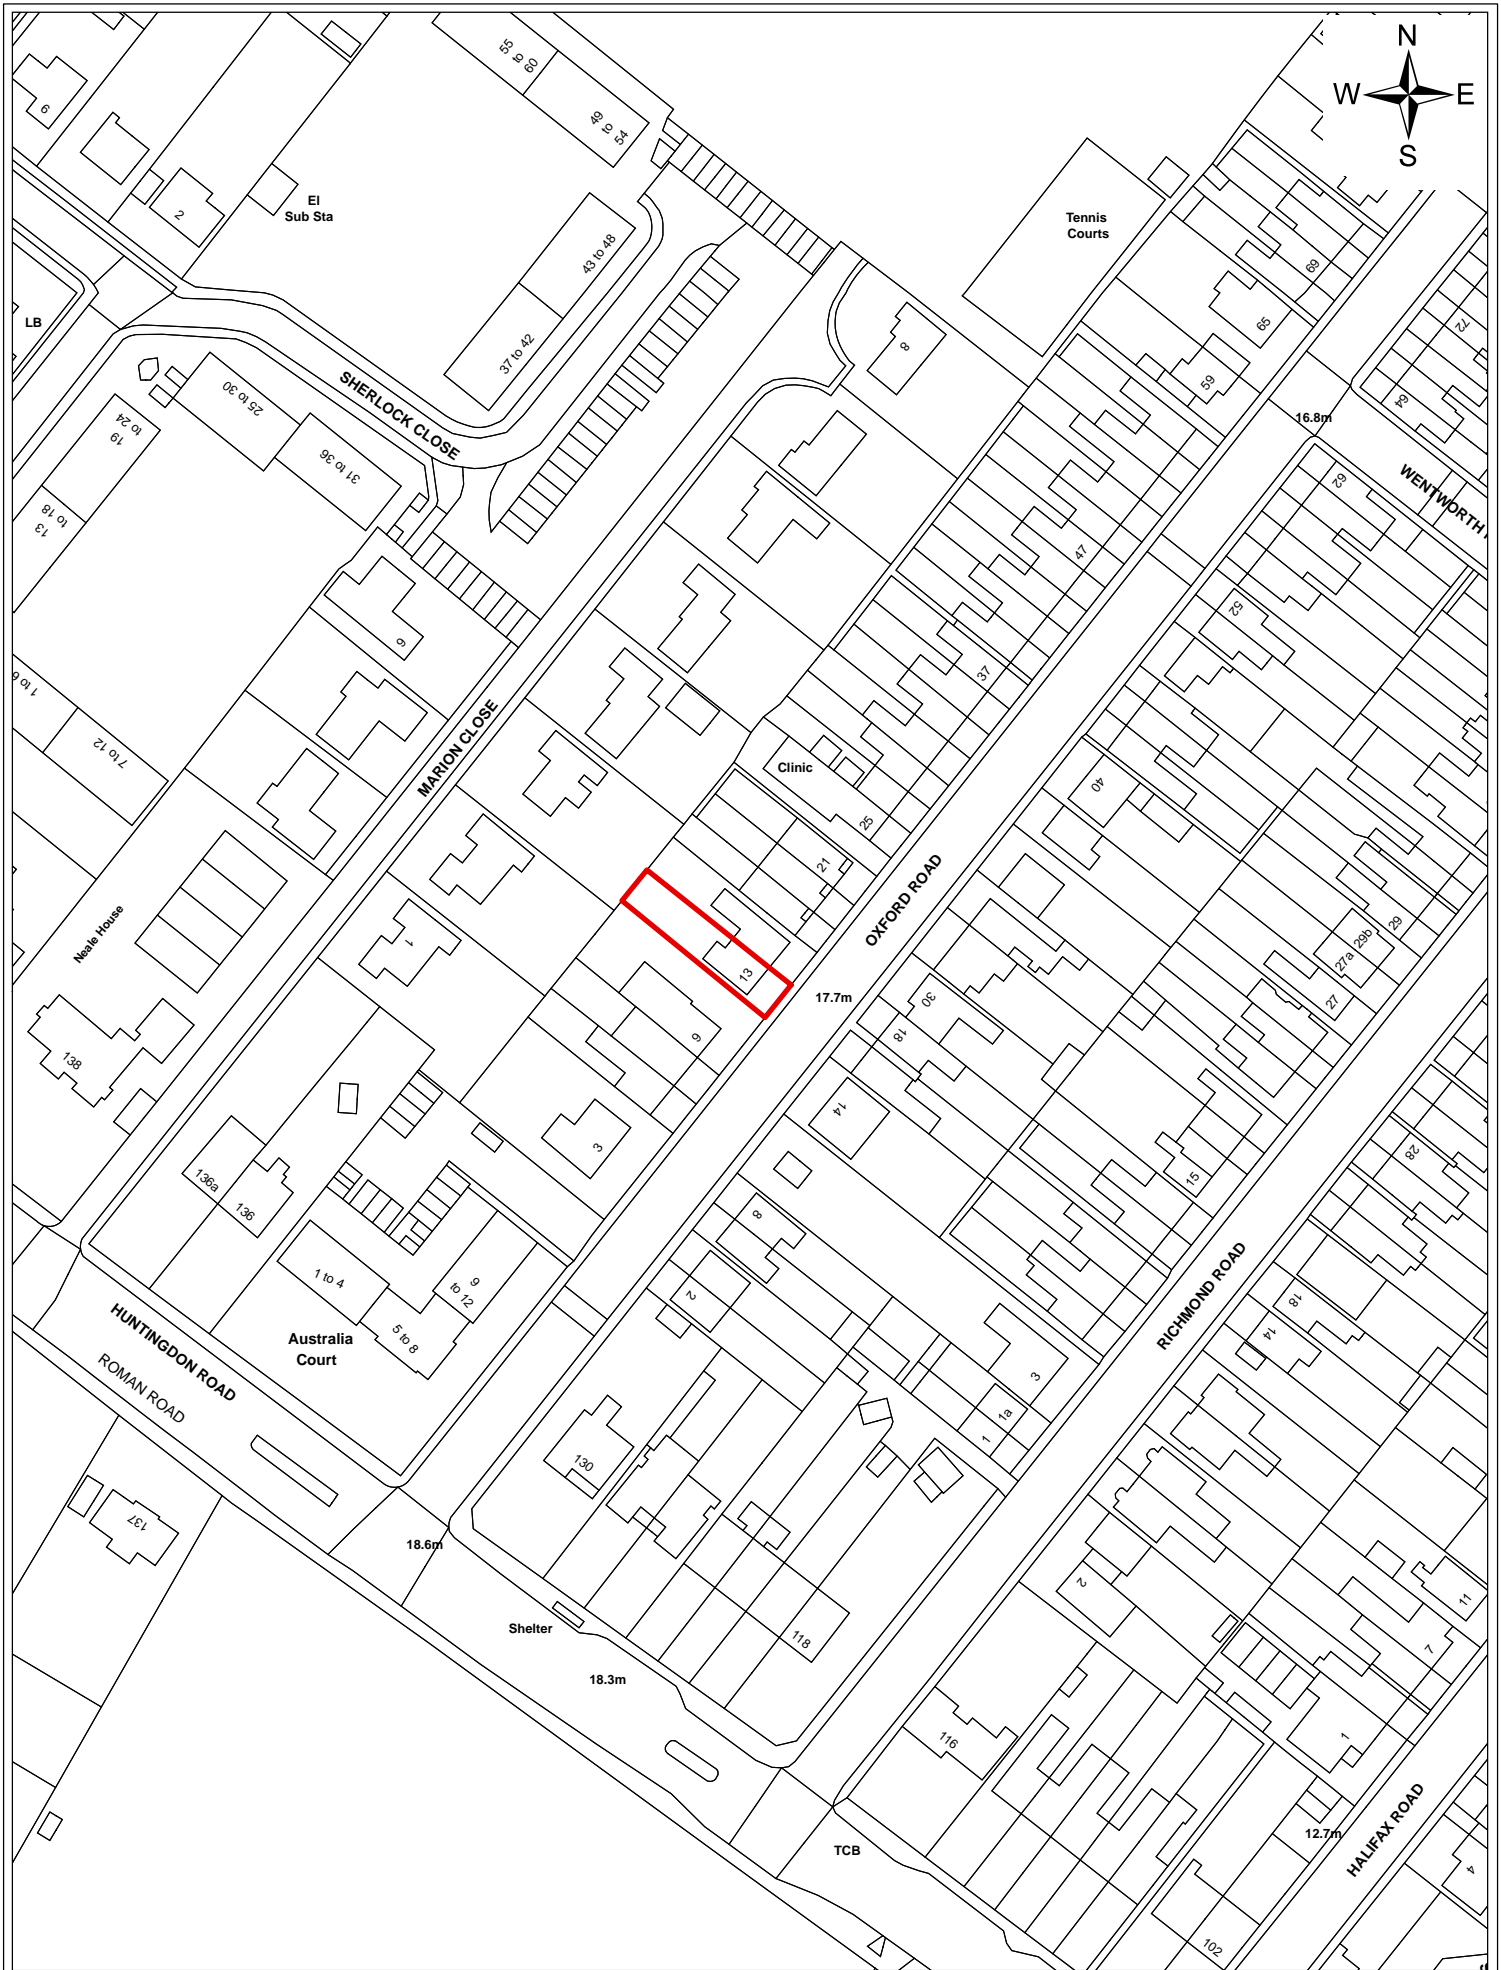 N
W E
S
55
to
60
49
to
54
9
2
El
Sub Sta
43 to 48
37 to 42
Tennis
Courts
69
65
59
72
64
16.8m
WENTWORTH
LB
SHERLOCK CLOSE
25 to 30
31 to 36
19
to 24
13
to 18
8
62
47
52
37
6
1 to 6
7 to 12
MARION CLOSE
Clinic
25
21
40
OXFORD ROAD
29
29b
27a
27
Neale House
1
13
17.7m
30
18
9
14
138
3
15
28
136a
136
8
2
1 to 4
9
to 12
5 to 8
Australia
Court
HUNTINGDON ROAD
ROMAN ROAD
RICHMOND ROAD
18
14
3
1a
1
130
137
18.6m
Shelter
118
18.3m
2
11
7
1
116
12.7m
HALIFAX ROAD
TCB
4
102